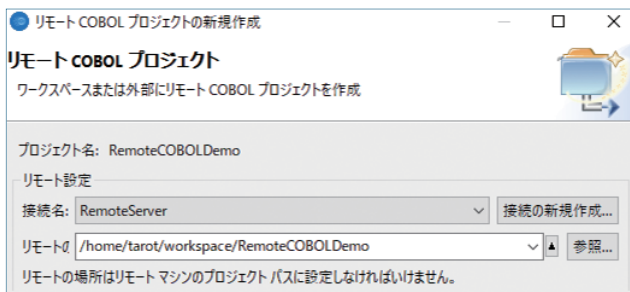 リモート COBOL プロジェクトの新規作成
リモート COBOL プロジェクト
ワークスペースまたは外部にリモート COBOL プロジェクトを作成
プロジェクト名: RemoteCOBOLDemo
リモート設定
接続名: RemoteServer 接続の新規作成...
リモートの /home/tarot/workspace/RemoteCOBOLDemo 参照...
リモートの場所はリモート マシンのプロジェクト パスに設定しなければいけません。